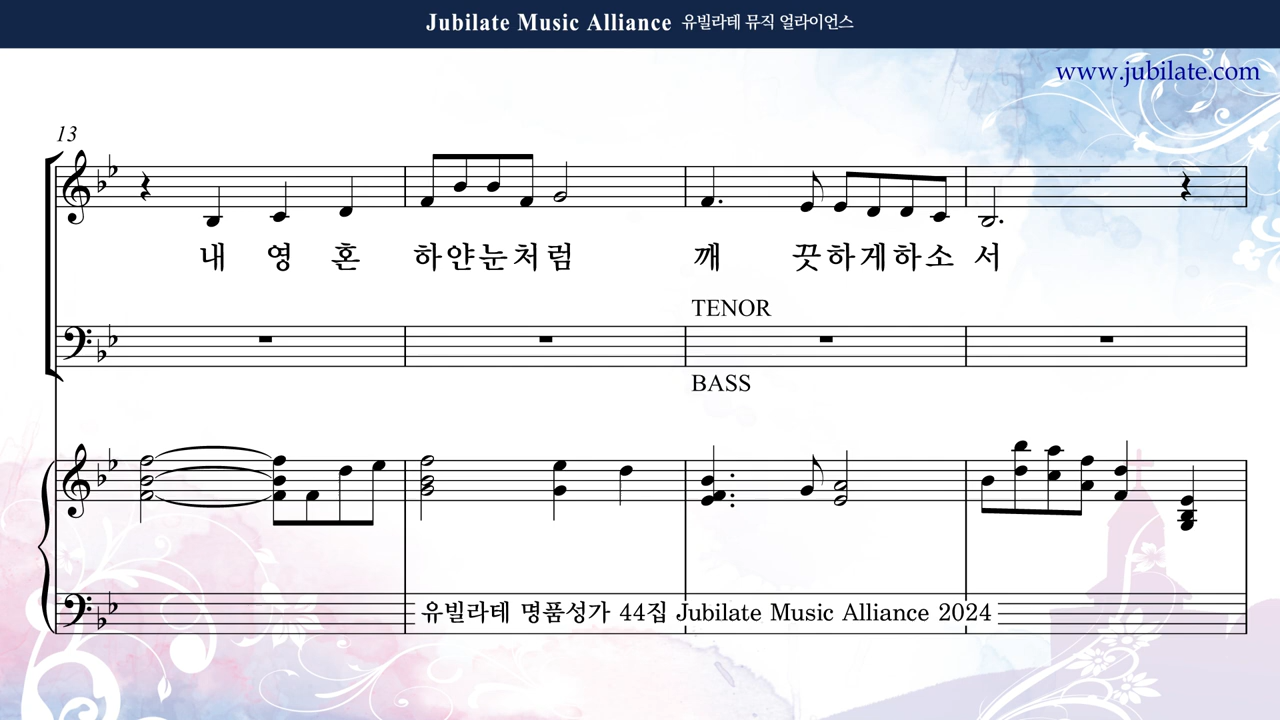 Jubilate Music Alliance 유빌라테 뮤직 얼라이언스
www.jubilate.com
13
내 영 혼 하얀눈처럼 깨 끗하게하소 서
TENOR
BASS
유빌라테 명품성가 44집 Jubilate Music Alliance 2024